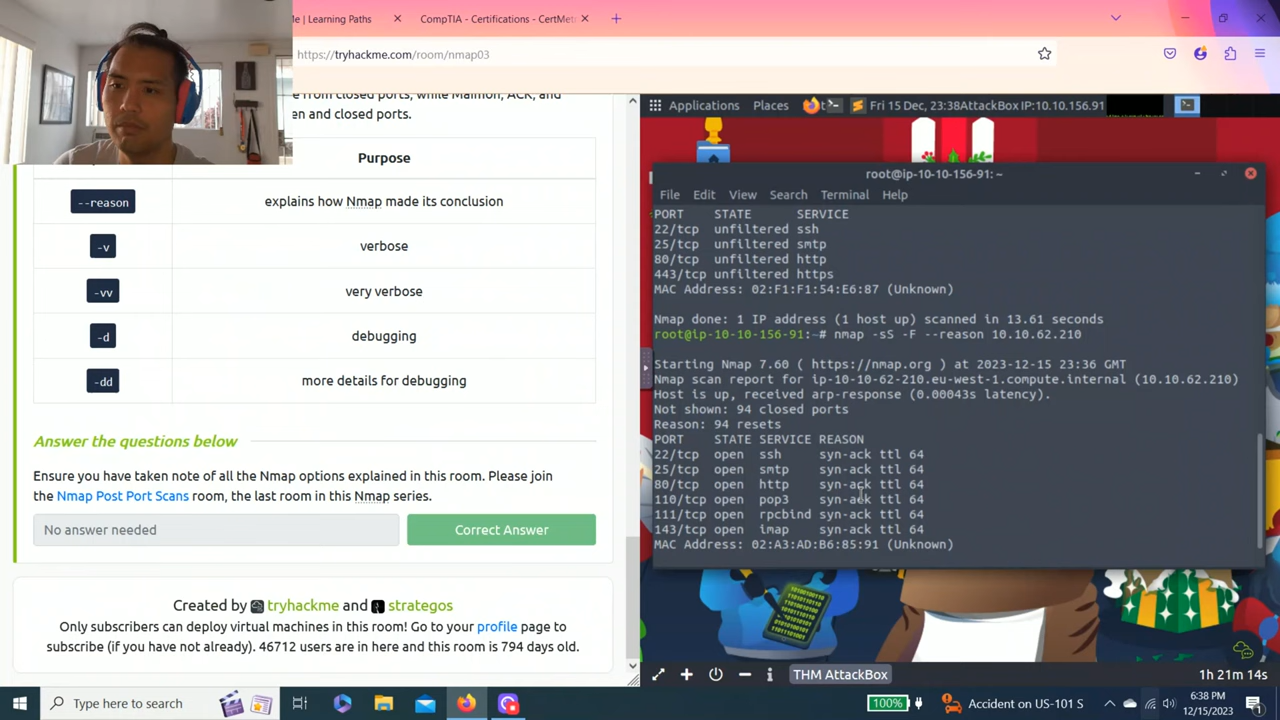 Me | Learning Paths
CompTIA - Certifications - CertMet
https://tryhackme.com/room/nmap03
e from closed ports, while Maimon, ACK, and
en and closed ports.
Purpose
--reason explains how Nmap made its conclusion
-v verbose
-vv very verbose
-d debugging
-dd more details for debugging
Answer the questions below
Ensure you have taken note of all the Nmap options explained in this room. Please join
the Nmap Post Port Scans room, the last room in this Nmap series.
No answer needed
Correct Answer
Created by tryhackme and strategos
Only subscribers can deploy virtual machines in this room! Go to your profile page to
subscribe (if you have not already). 46712 users are in here and this room is 794 days old.
Applications Places Fri 15 Dec, 23:38 AttackBox IP:10.10.156.91
root@ip-10-10-156-91: ~
File Edit View Search Terminal Help
PORT STATE SERVICE
22/tcp unfiltered ssh
25/tcp unfiltered smtp
80/tcp unfiltered http
443/tcp unfiltered https
MAC Address: 02:F1:F1:54:E6:87 (Unknown)
Nmap done: 1 IP address (1 host up) scanned in 13.61 seconds
root@ip-10-10-156-91:~# nmap -sS -F --reason 10.10.62.210
Starting Nmap 7.60 ( https://nmap.org ) at 2023-12-15 23:36 GMT
Nmap scan report for ip-10-10-62-210.eu-west-1.compute.internal (10.10.62.210)
Host is up, received arp-response (0.00043s latency).
Not shown: 94 closed ports
Reason: 94 resets
PORT STATE SERVICE REASON
22/tcp open ssh syn-ack ttl 64
25/tcp open smtp syn-ack ttl 64
80/tcp open http syn-ack ttl 64
110/tcp open pop3 syn-ack ttl 64
111/tcp open rpcbind syn-ack ttl 64
143/tcp open imap syn-ack ttl 64
MAC Address: 02:A3:AD:B6:85:91 (Unknown)
THM AttackBox
1h 21m 14s
Type here to search
100%
Accident on US-101 S
6:38 PM
12/15/2023
1